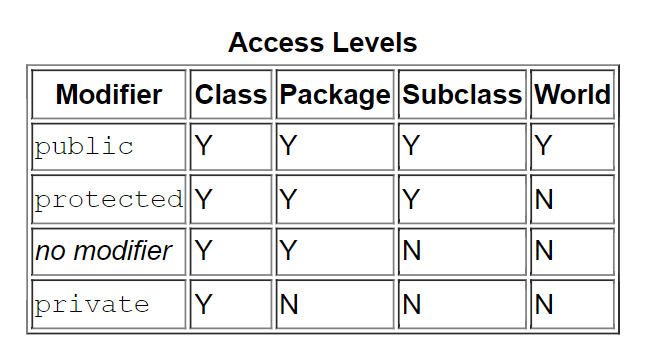 Access Levels
Modifier Class Package Subclass World
public Y Y Y Y
protected Y Y Y N
no modifier Y Y N N
private Y N N N